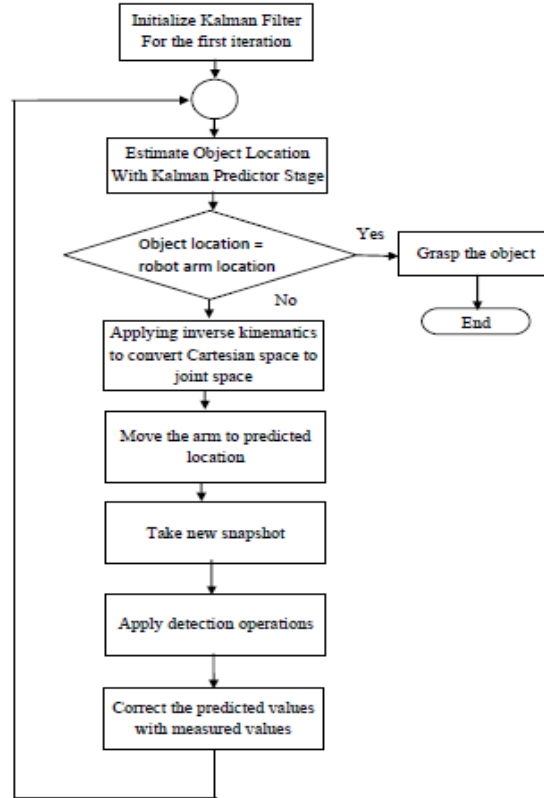 Initialize Kalman Filter
For the first iteration
Estimate Object Location
With Kalman Predictor Stage
Object location =
robot arm location
Yes
Grasp the object
End
No
Applying inverse kinematics
to convert Cartesian space to
joint space
Move the arm to predicted
location
Take new snapshot
Apply detection operations
Correct the predicted values
with measured values